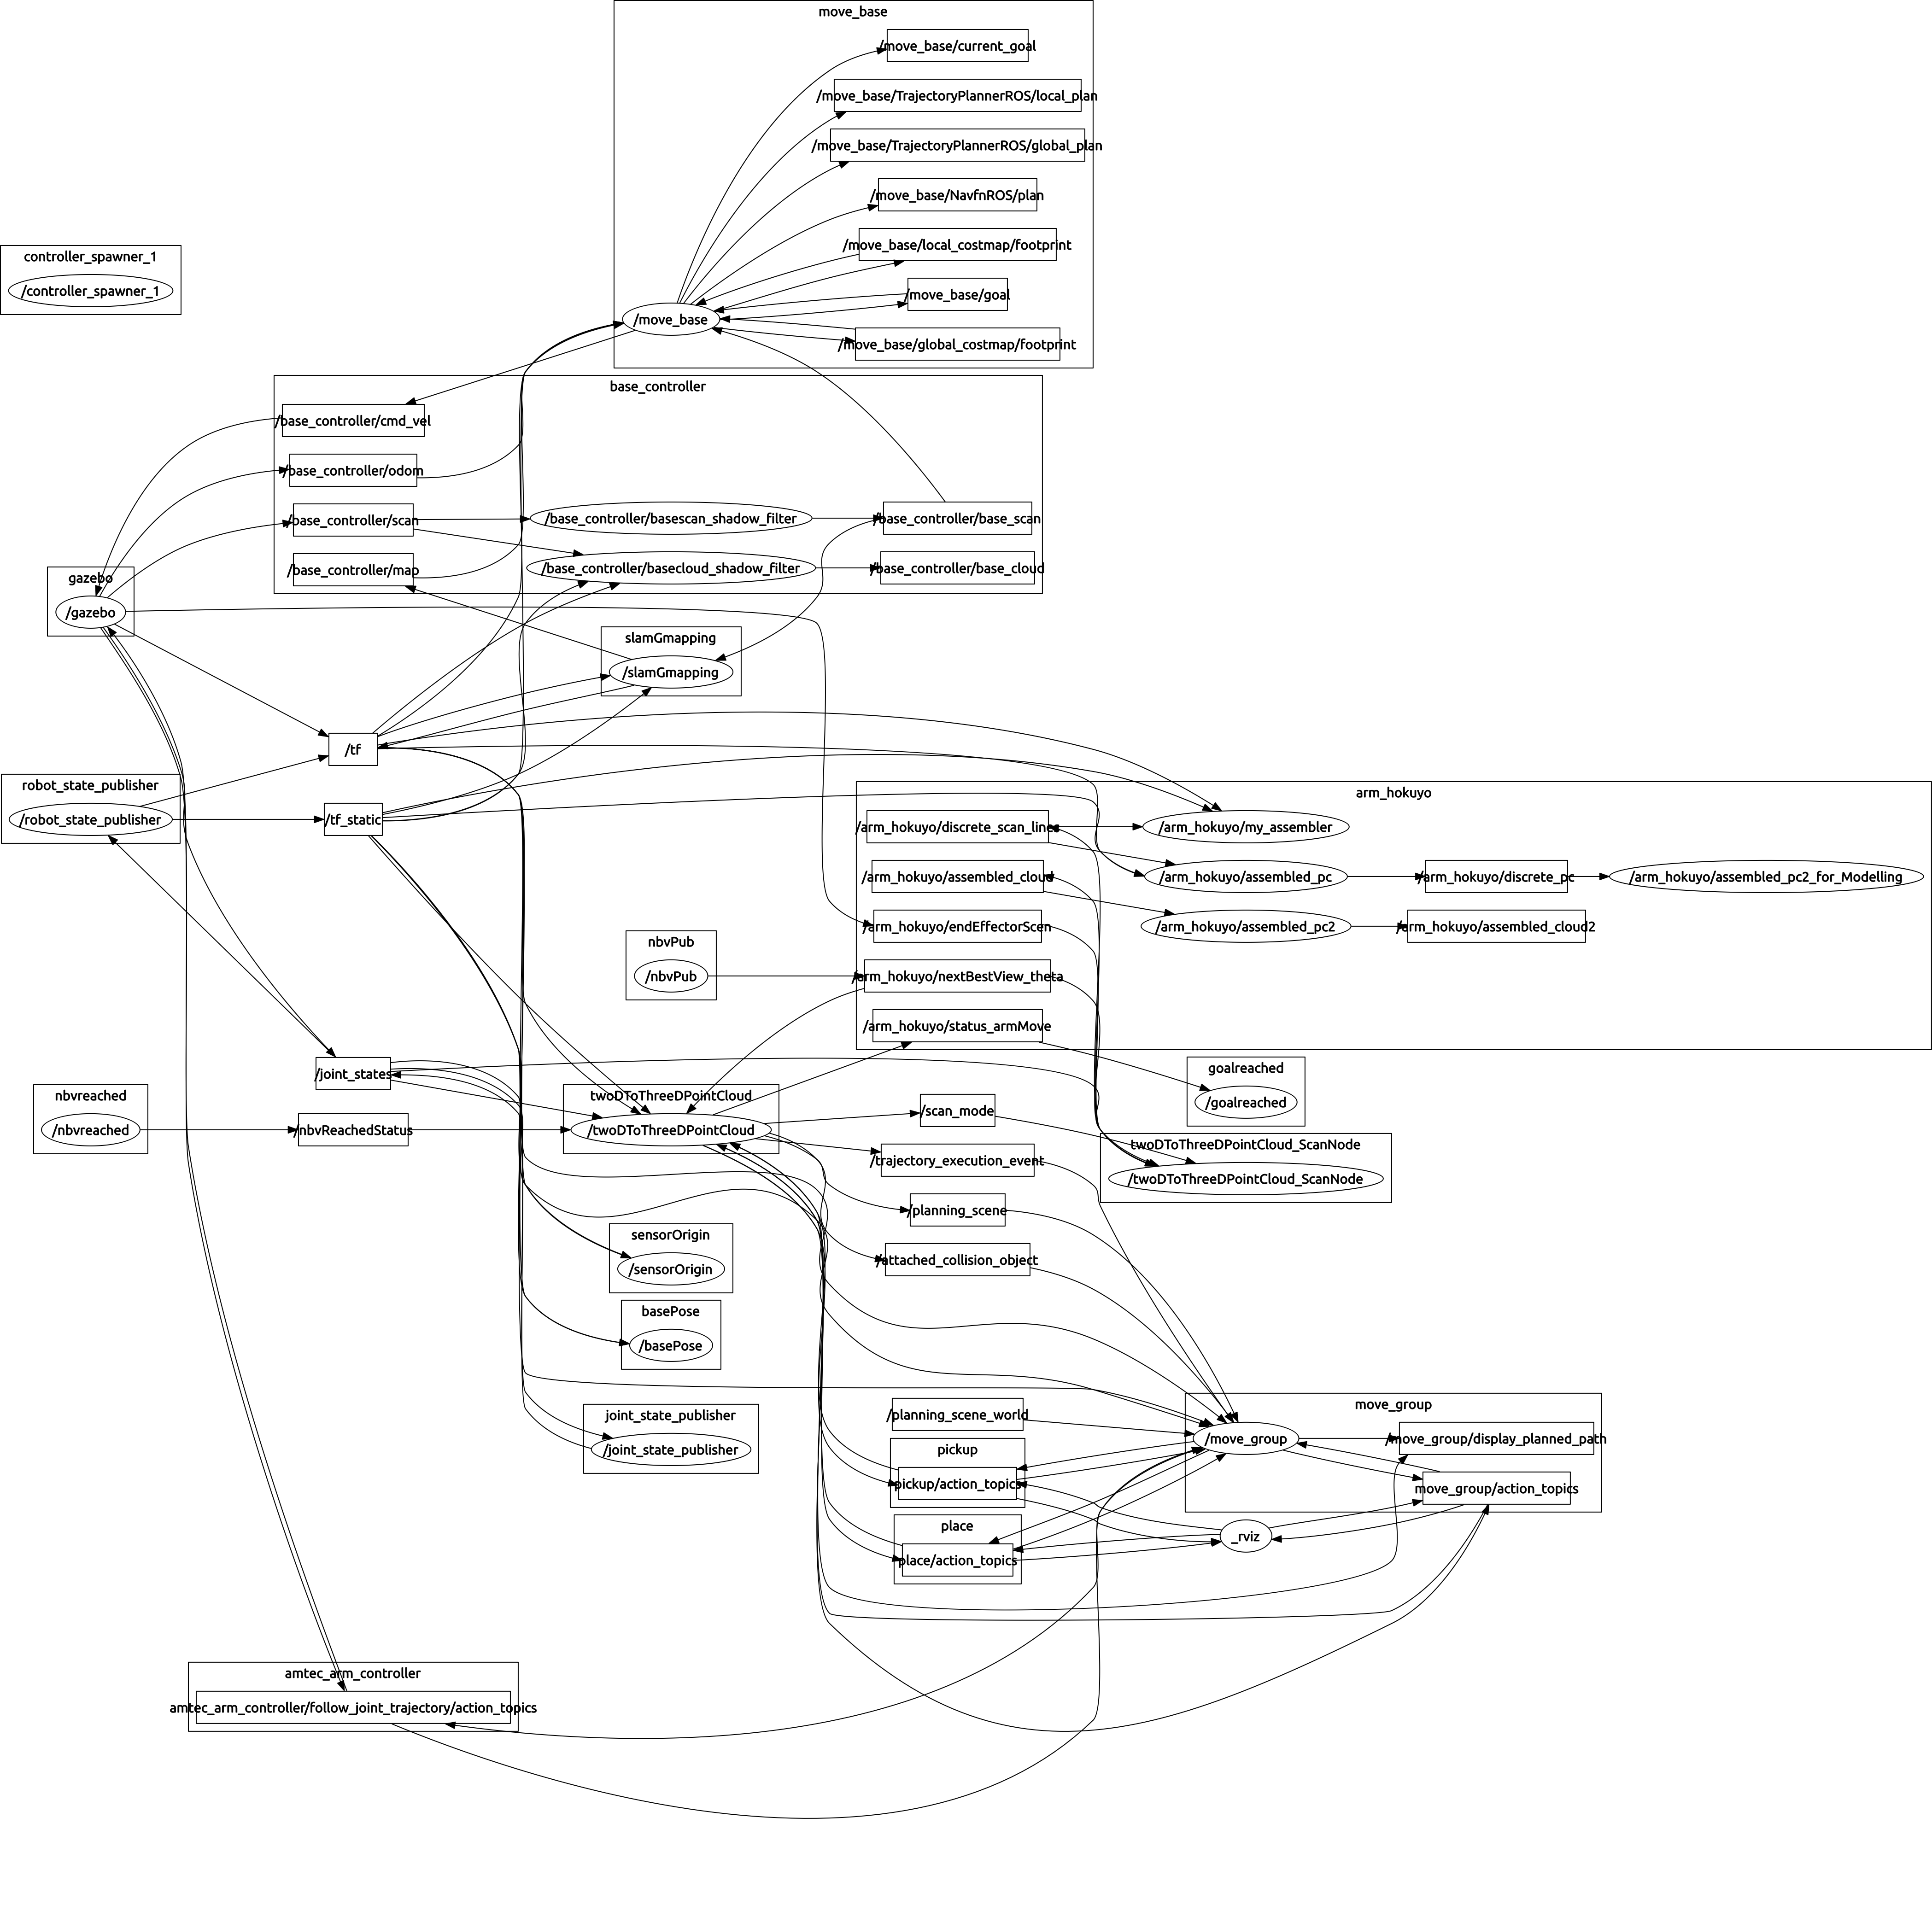 move_base
/move_base/current_goal
/move_base/TrajectoryPlannerROS/local_plan
/move_base/TrajectoryPlannerROS/global_plan
/move_base/NavfnROS/plan
/move_base/local_costmap/footprint
/move_base/goal
/move_base
/move_base/global_costmap/footprint
controller_spawner_1
/controller_spawner_1
base_controller
/base_controller/cmd_vel
/base_controller/odom
/base_controller/scan
/base_controller/basescan_shadow_filter
/base_controller/base_scan
/base_controller/map
/base_controller/basecloud_shadow_filter
/base_controller/base_cloud
gazebo
/gazebo
slamGmapping
/slamGmapping
/tf
robot_state_publisher
/robot_state_publisher
/tf_static
arm_hokuyo
/arm_hokuyo/discrete_scan_lines
/arm_hokuyo/my_assembler
/arm_hokuyo/assembled_cloud
/arm_hokuyo/assembled_pc
/arm_hokuyo/discrete_pc
/arm_hokuyo/assembled_pc2_for_Modelling
/arm_hokuyo/endEffectorScen
/arm_hokuyo/assembled_pc2
/arm_hokuyo/assembled_cloud2
nbvPub
/nbvPub
/arm_hokuyo/nextBestView_theta
/arm_hokuyo/status_armMove
/joint_states
goalreached
/goalreached
nbvreached
/nbvreached
/nbvReachedStatus
twoDToThreeDPointCloud
/twoDToThreeDPointCloud
/scan_mode
twoDToThreeDPointCloud_ScanNode
/twoDToThreeDPointCloud_ScanNode
/trajectory_execution_event
/planning_scene
sensorOrigin
/sensorOrigin
/attached_collision_object
basePose
/basePose
/planning_scene_world
joint_state_publisher
/joint_state_publisher
pickup
pickup/action_topics
move_group
/move_group
/move_group/display_planned_path
move_group/action_topics
place
place/action_topics
_rviz
amtec_arm_controller
amtec_arm_controller/follow_joint_trajectory/action_topics